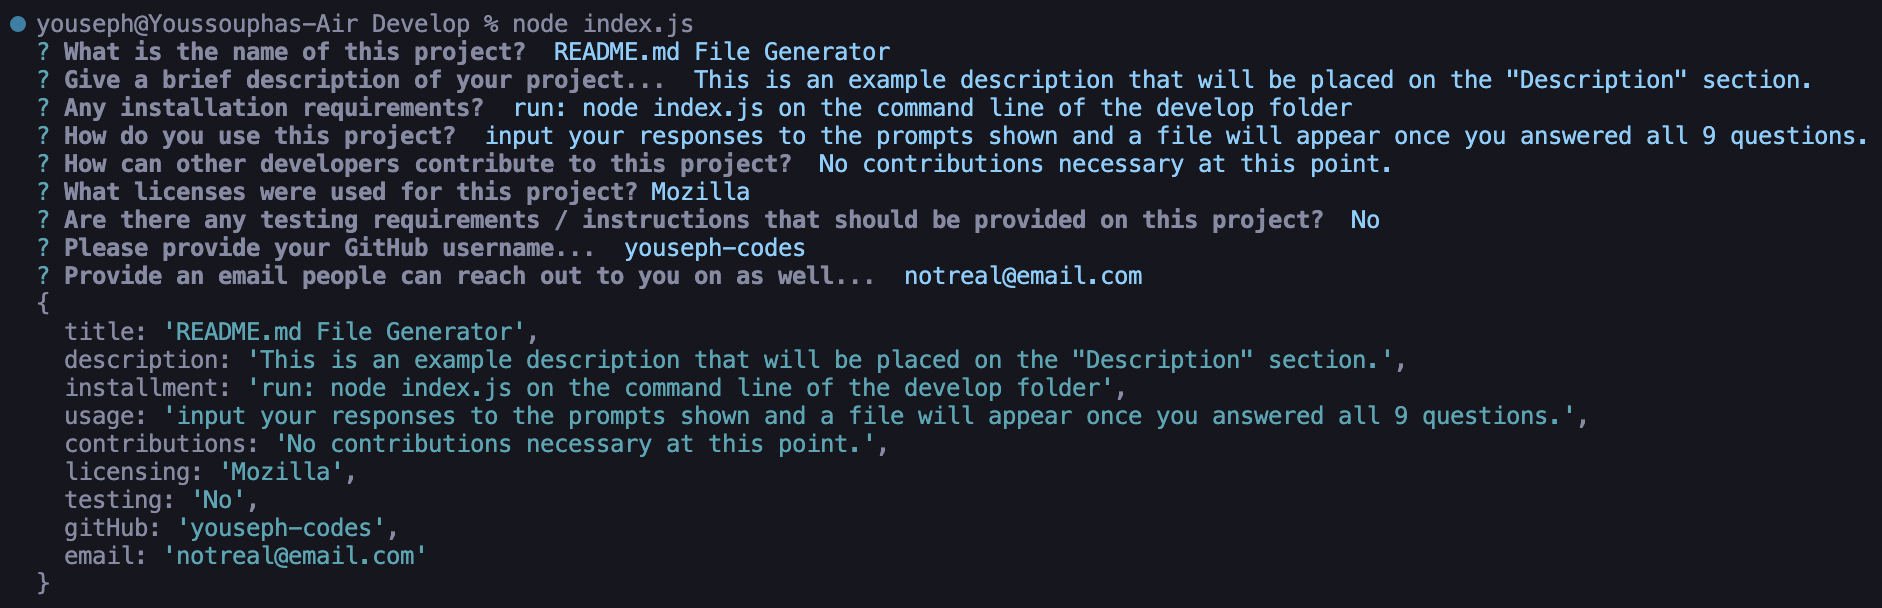 youseph@Youssouphas-Air Develop % node index.js
? What is the name of this project?  README.md File Generator
? Give a brief description of your project...  This is an example description that will be placed on the "Description" section.
? Any installation requirements?  run: node index.js on the command line of the develop folder
? How do you use this project?  input your responses to the prompts shown and a file will appear once you answered all 9 questions.
? How can other developers contribute to this project?  No contributions necessary at this point.
? What licenses were used for this project? Mozilla
? Are there any testing requirements / instructions that should be provided on this project?  No
? Please provide your GitHub username...  youseph-codes
? Provide an email people can reach out to you on as well...  notreal@email.com
{
  title: 'README.md File Generator',
  description: 'This is an example description that will be placed on the "Description" section.',
  installment: 'run: node index.js on the command line of the develop folder',
  usage: 'input your responses to the prompts shown and a file will appear once you answered all 9 questions.',
  contributions: 'No contributions necessary at this point.',
  licensing: 'Mozilla',
  testing: 'No',
  gitHub: 'youseph-codes',
  email: 'notreal@email.com'
}